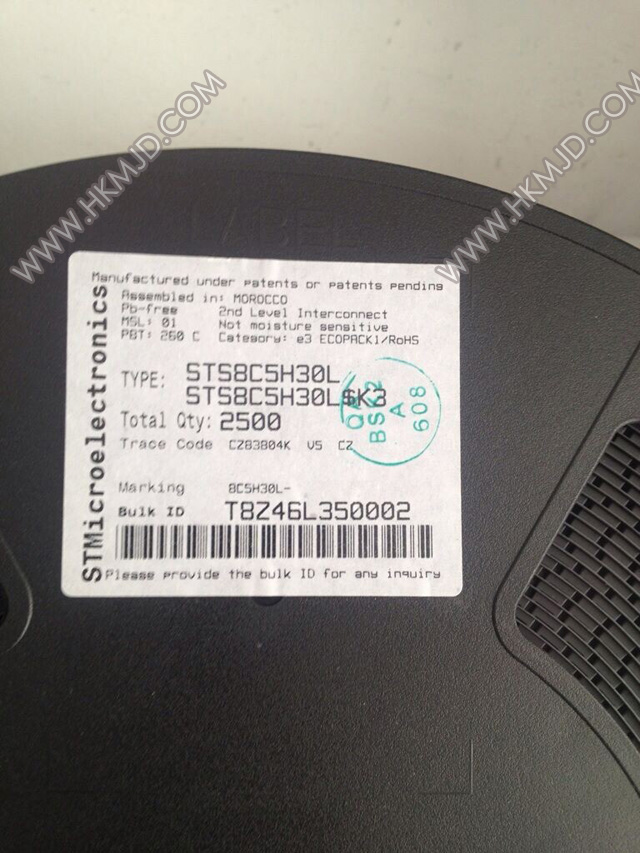 WWW.HKMJD.COM
WWW.HKMJD.COM
LABEL
STMicroelectronics
Manufactured under patents or patents pending
Assembled in: MOROCCO
Pb-free 2nd Level Interconnect
MSL: 01 Not moisture sensitive
PBT: 260 C Category: e3 ECOPACK1/RoHS
TYPE: STS8C5H30L
STS8C5H30L$K3
Total Qty: 2500
Trace Code CZ83804K V5 CZ
QA
BSK2
A
608
Marking 8C5H30L-
Bulk ID T8Z46L350002
Please provide the bulk ID for any inquiry